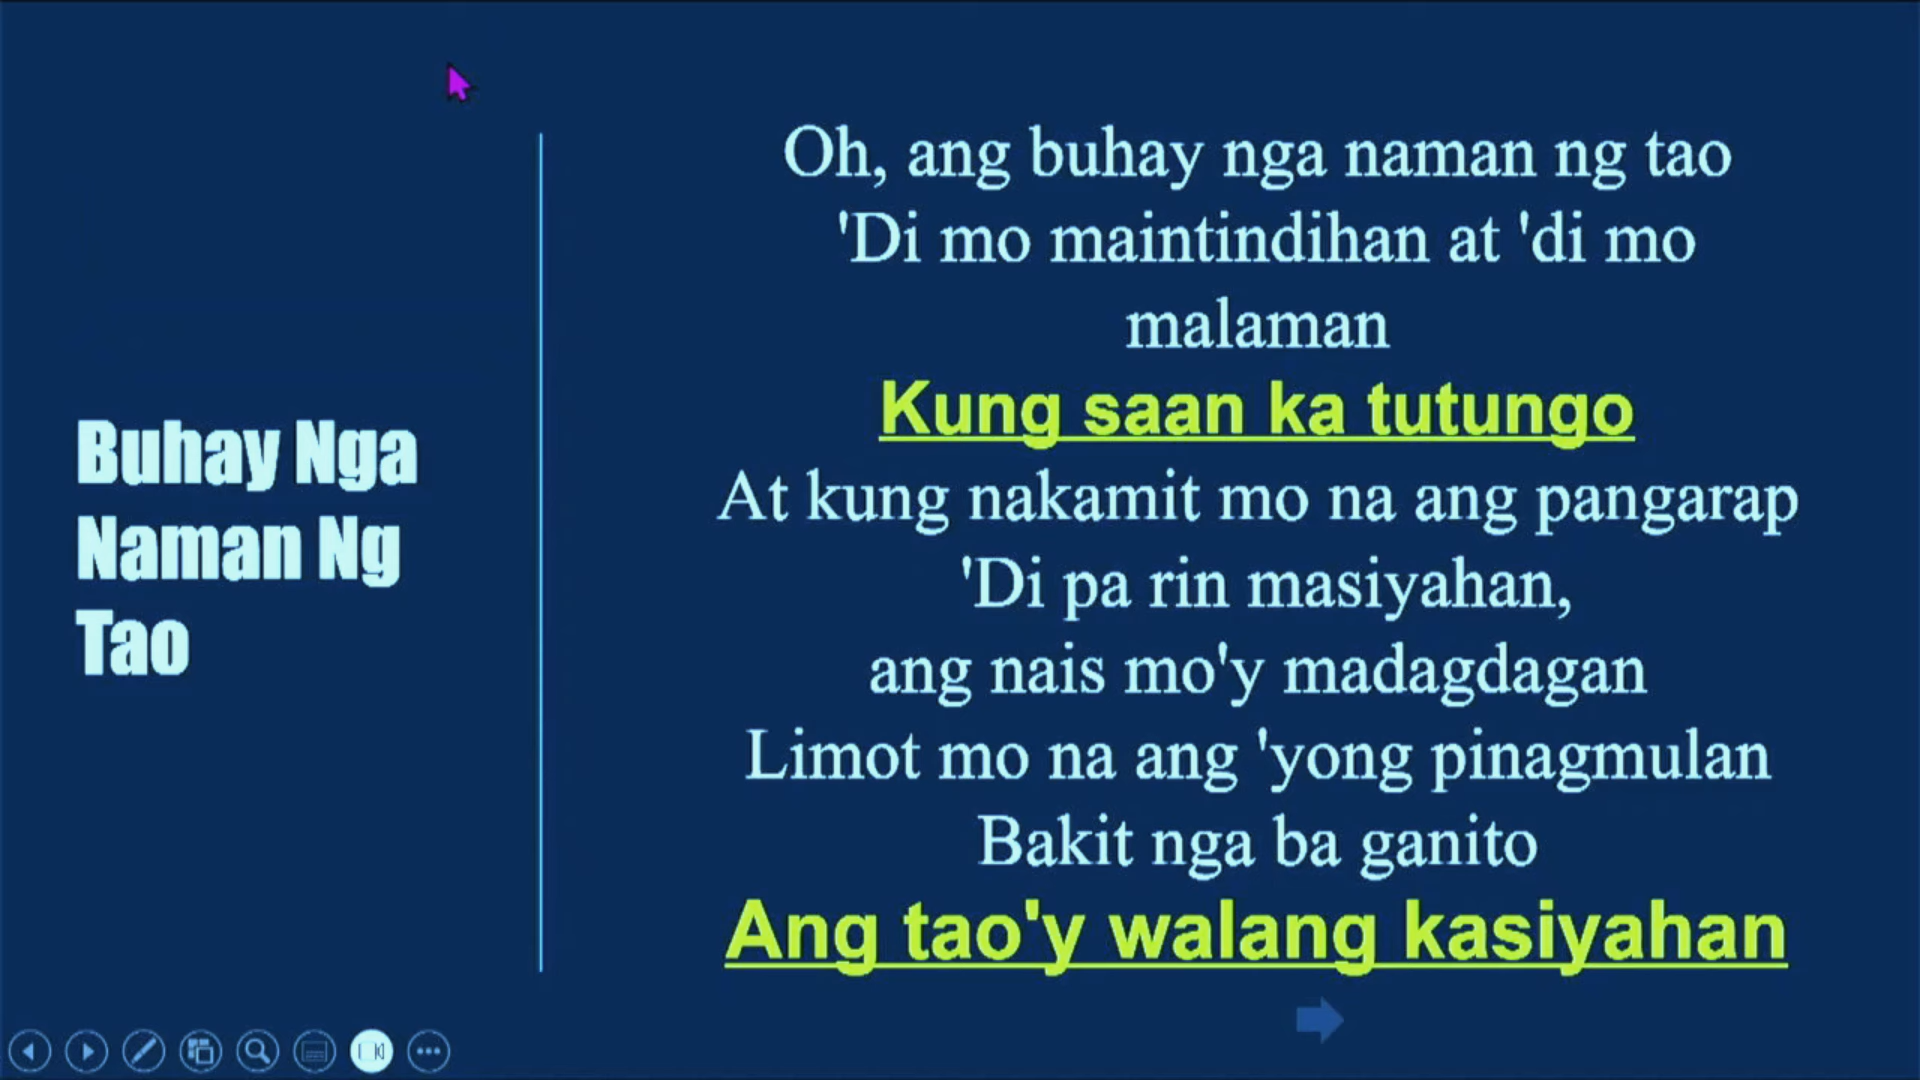 Buhay Nga
Naman Ng
Tao
Oh, ang buhay nga naman ng tao
'Di mo maintindihan at 'di mo
malaman
Kung saan ka tutungo
At kung nakamit mo na ang pangarap
'Di pa rin masiyahan,
ang nais mo'y madagdagan
Limot mo na ang 'yong pinagmulan
Bakit nga ba ganito
Ang tao'y walang kasiyahan